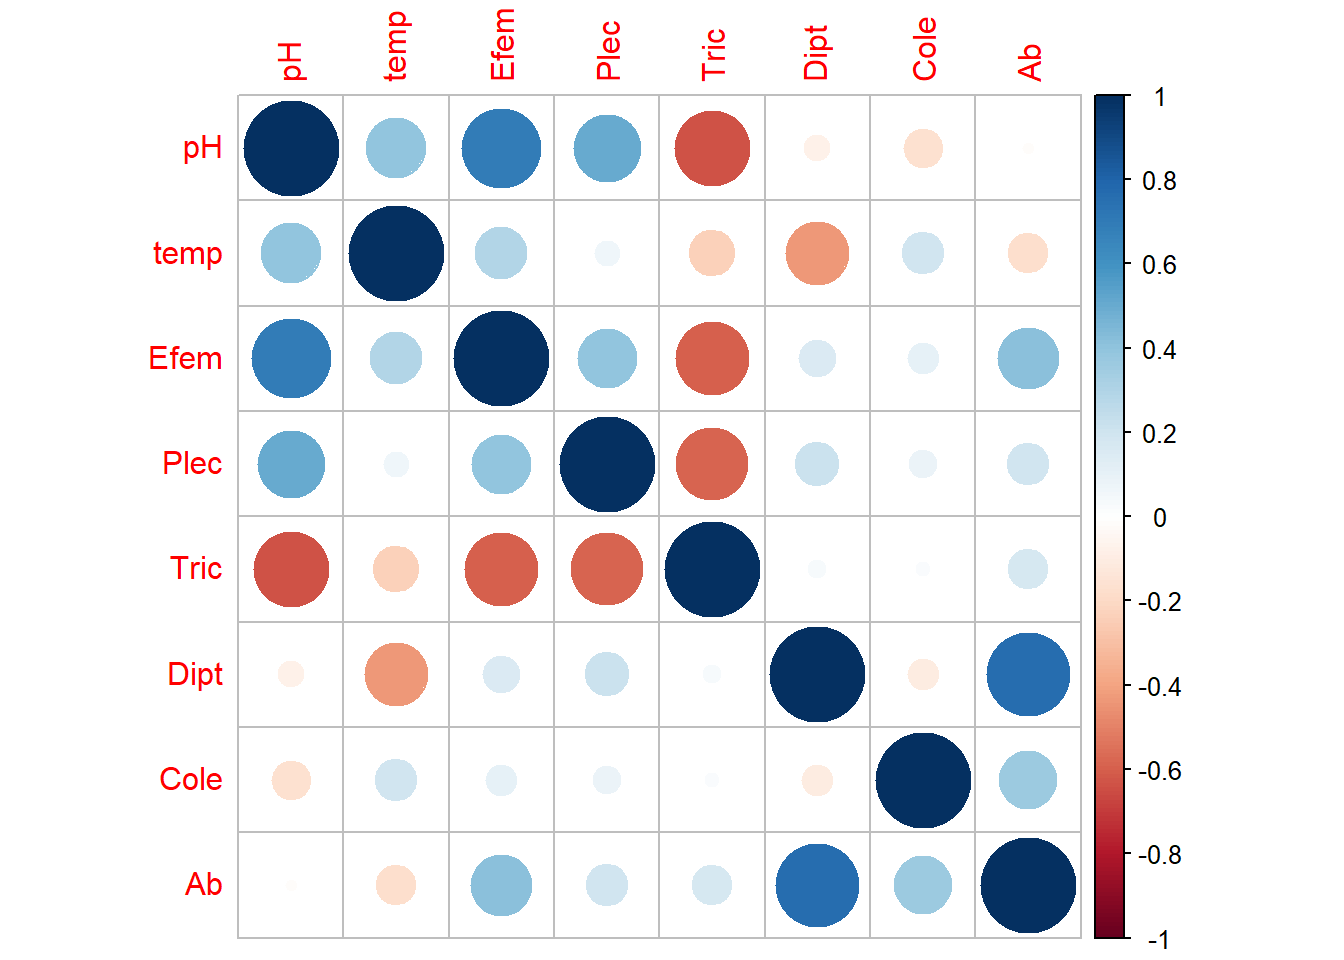 pH temp Efem Plec Tric Dipt Cole Ab
pH
temp
Efem
Plec
Tric
Dipt
Cole
Ab
1
0.8
0.6
0.4
0.2
0
-0.2
-0.4
-0.6
-0.8
-1